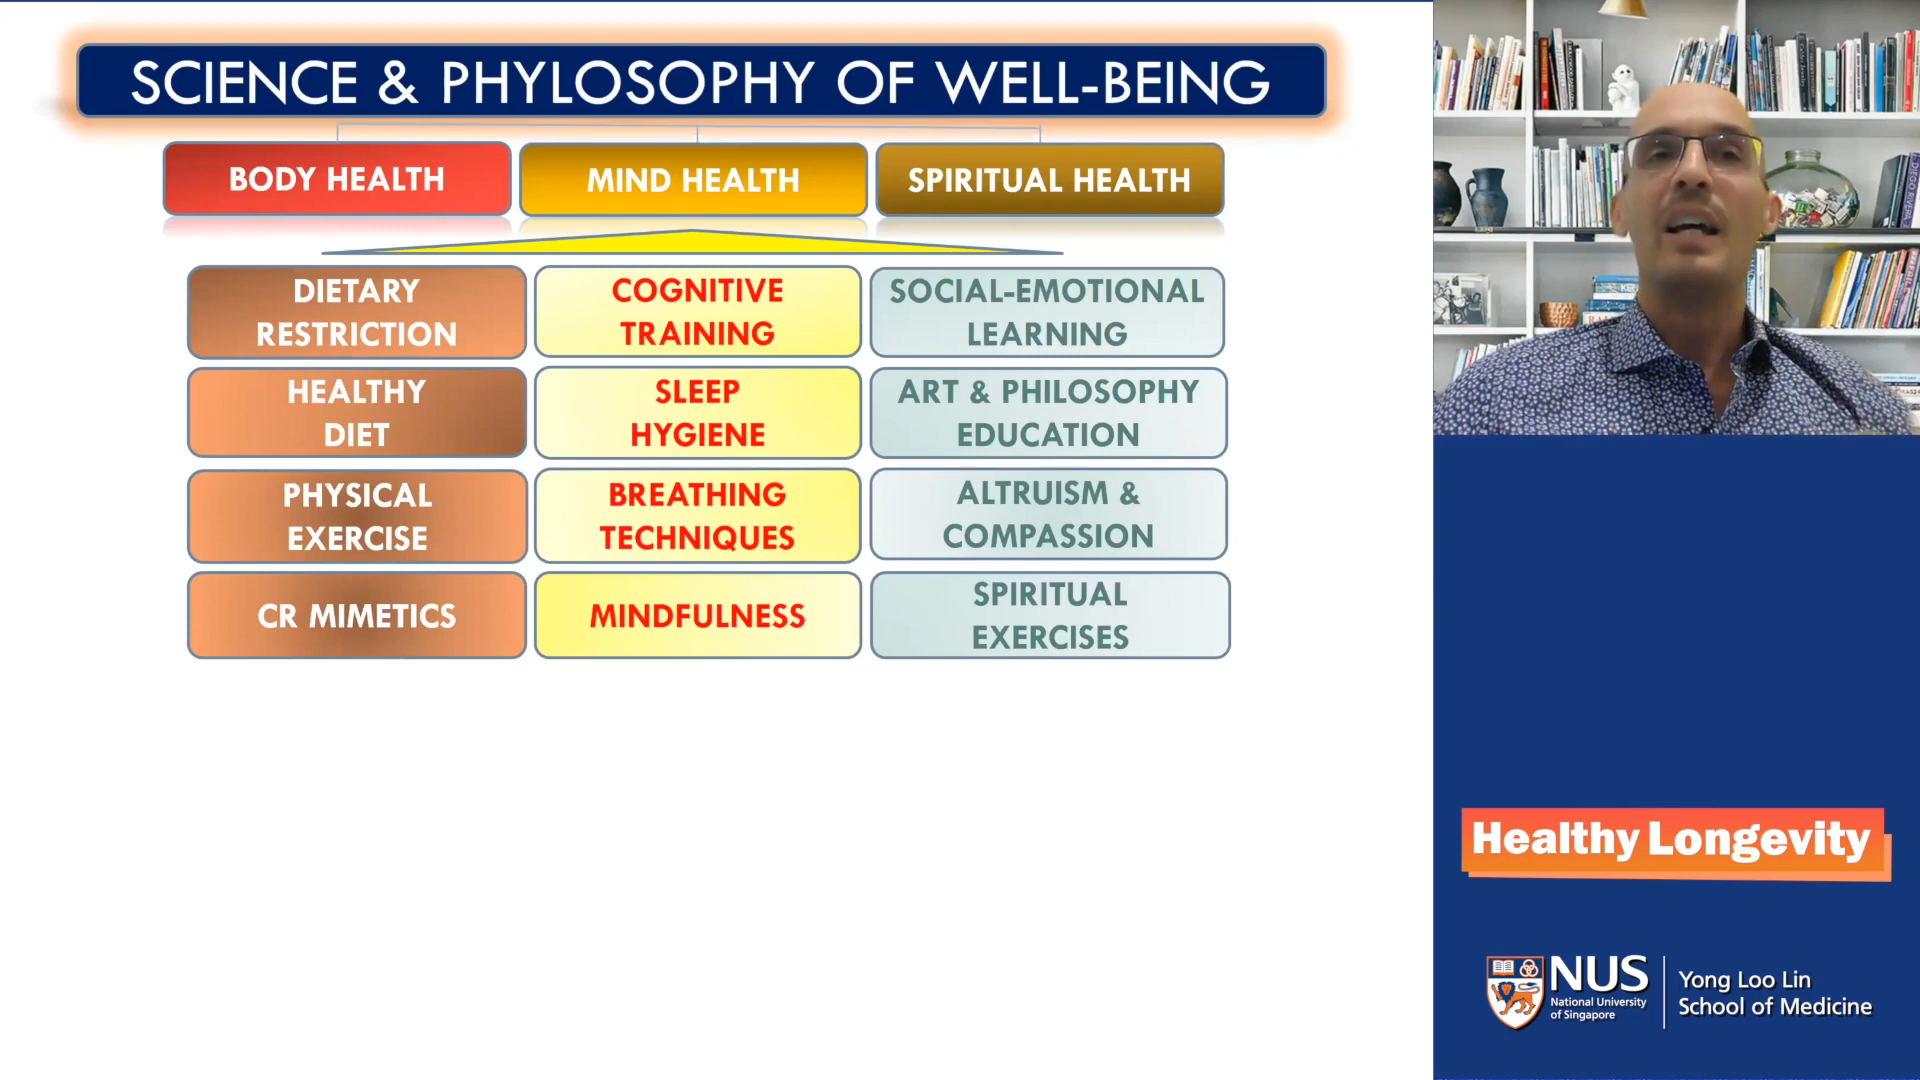 SCIENCE & PHYLOSOPHY OF WELL-BEING
BODY HEALTH
MIND HEALTH
SPIRITUAL HEALTH
DIETARY
RESTRICTION
COGNITIVE
TRAINING
SOCIAL-EMOTIONAL
LEARNING
HEALTHY
DIET
SLEEP
HYGIENE
ART & PHILOSOPHY
EDUCATION
PHYSICAL
EXERCISE
BREATHING
TECHNIQUES
ALTRUISM &
COMPASSION
CR MIMETICS
MINDFULNESS
SPIRITUAL
EXERCISES
DIEGO RIVERA
Healthy Longevity
NUS
National University
of Singapore
Yong Loo Lin
School of Medicine